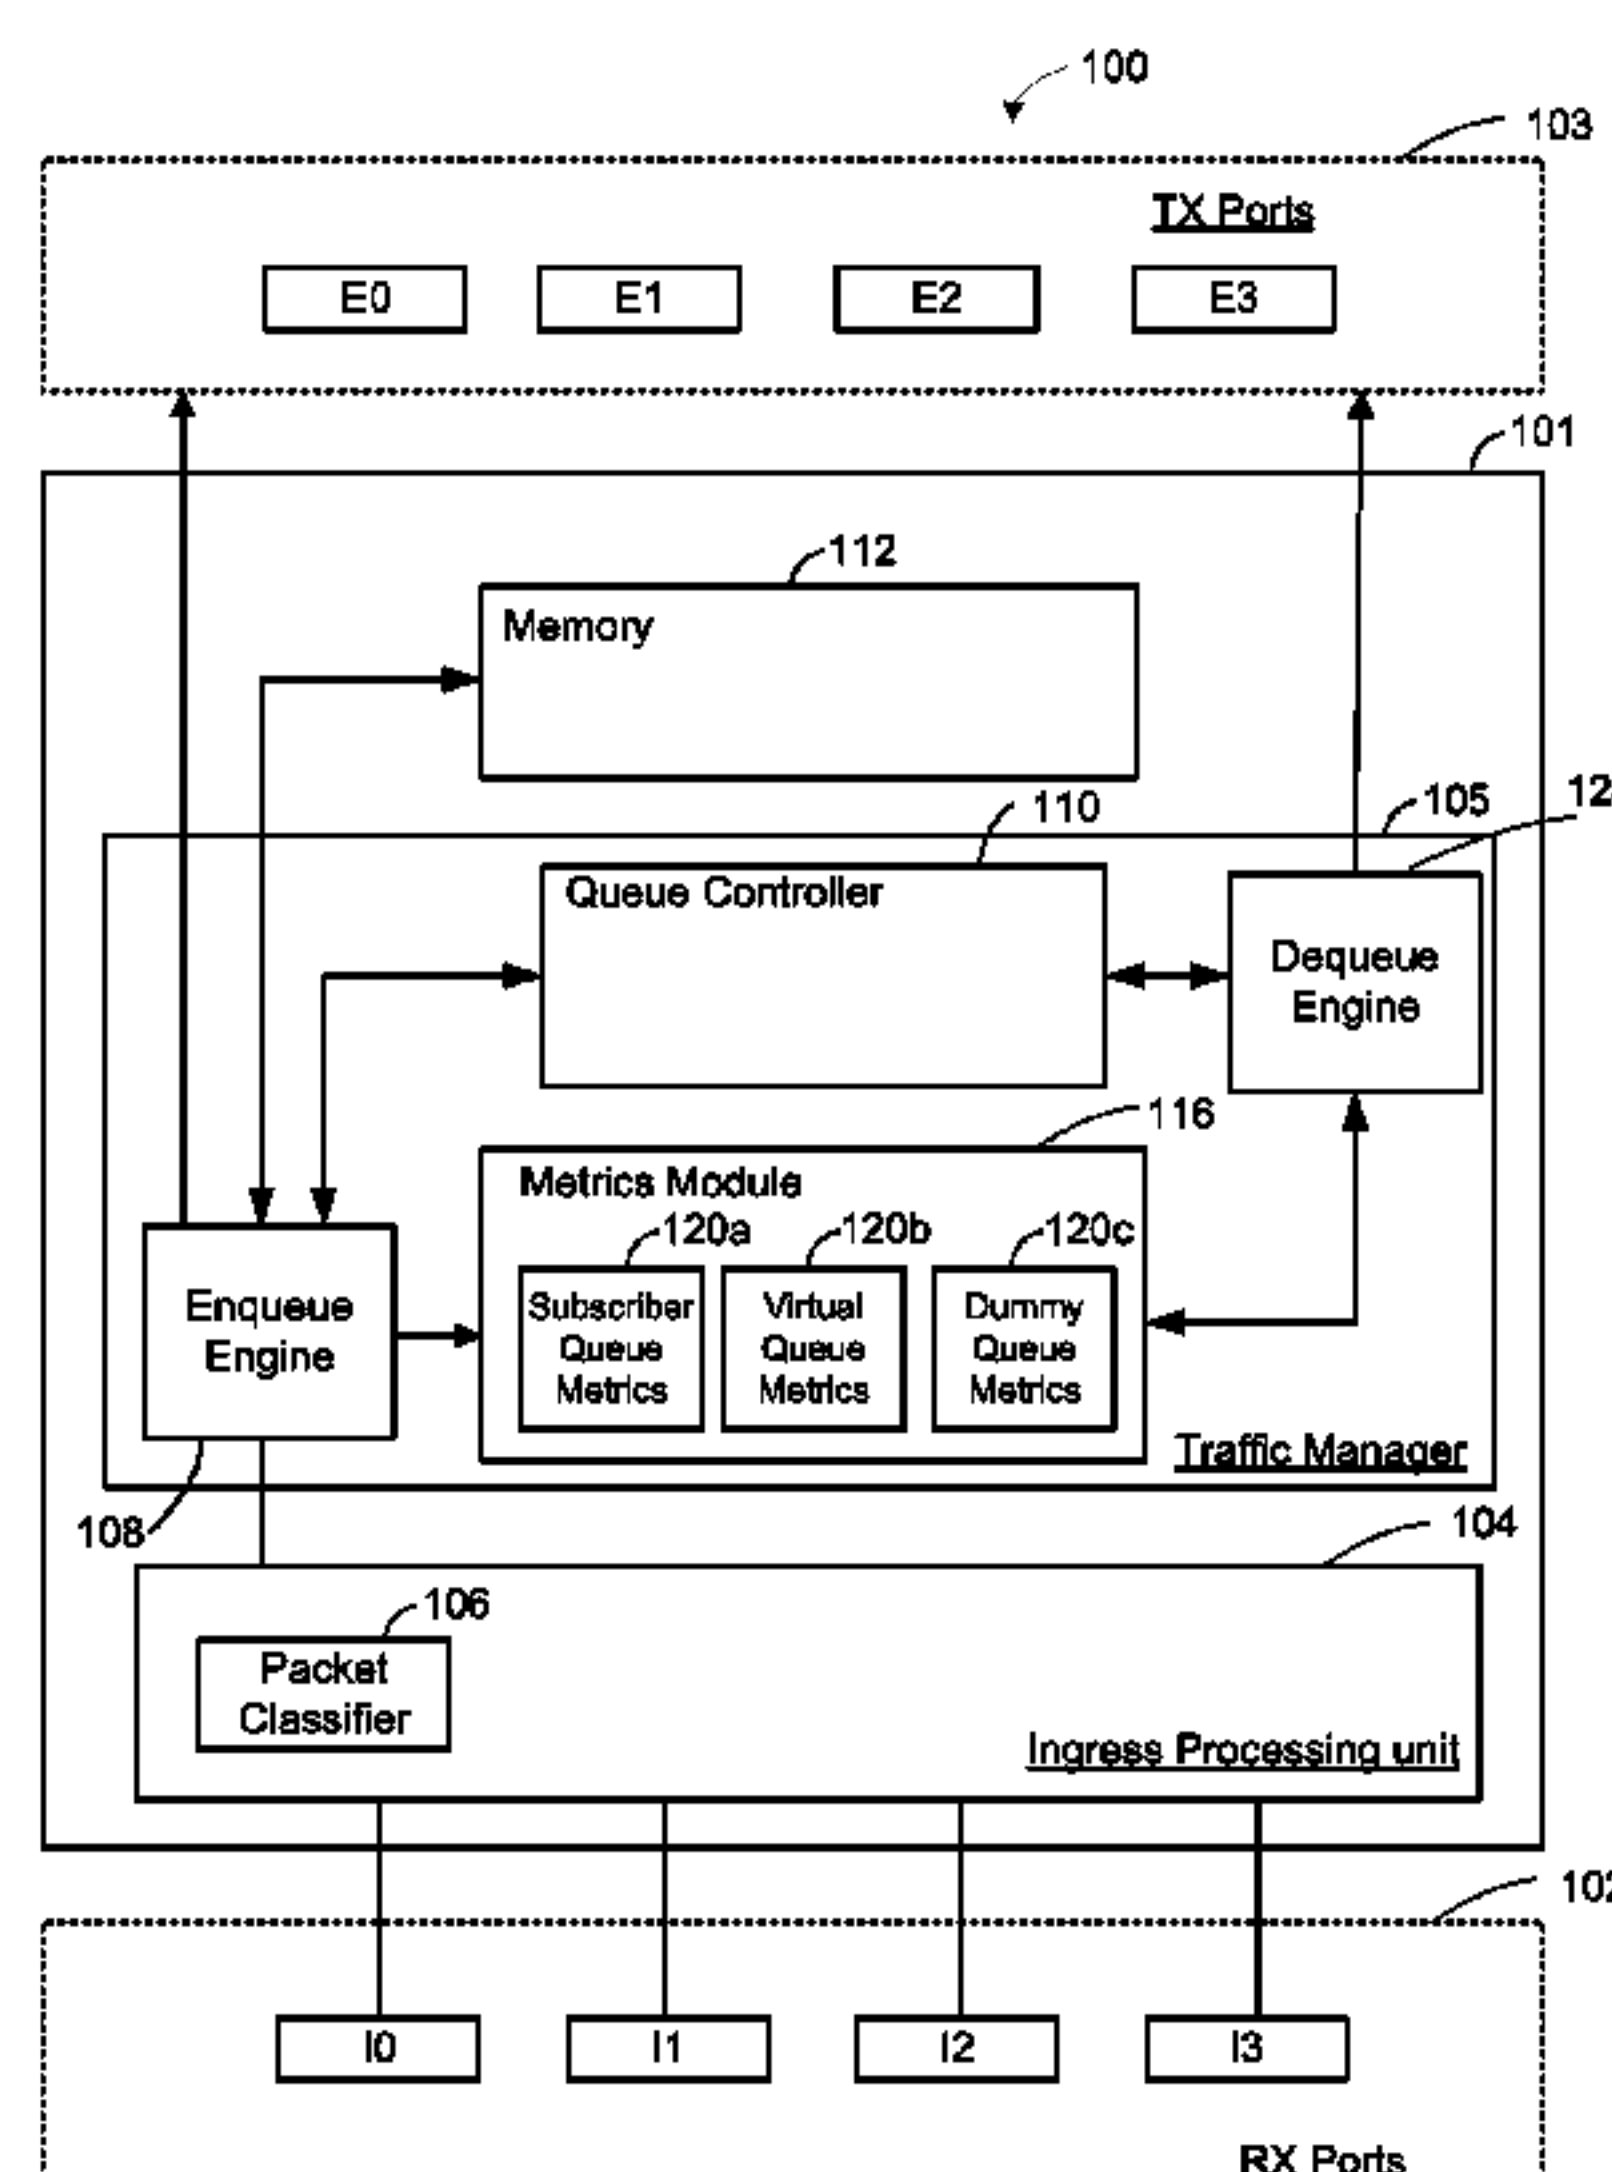 100
103
TX Ports
E0 E1 E2 E3
101
112
Memory
105
12
110
Queue Controller
Dequeue
Engine
116
Metrics Module
120a 120b 120c
Enqueue
Engine
Subscriber
Queue
Metrics
Virtual
Queue
Metrics
Dummy
Queue
Metrics
Traffic Manager
108
104
106
Packet
Classifier
Ingress Processing unit
102
I0 I1 I2 I3
RX Ports